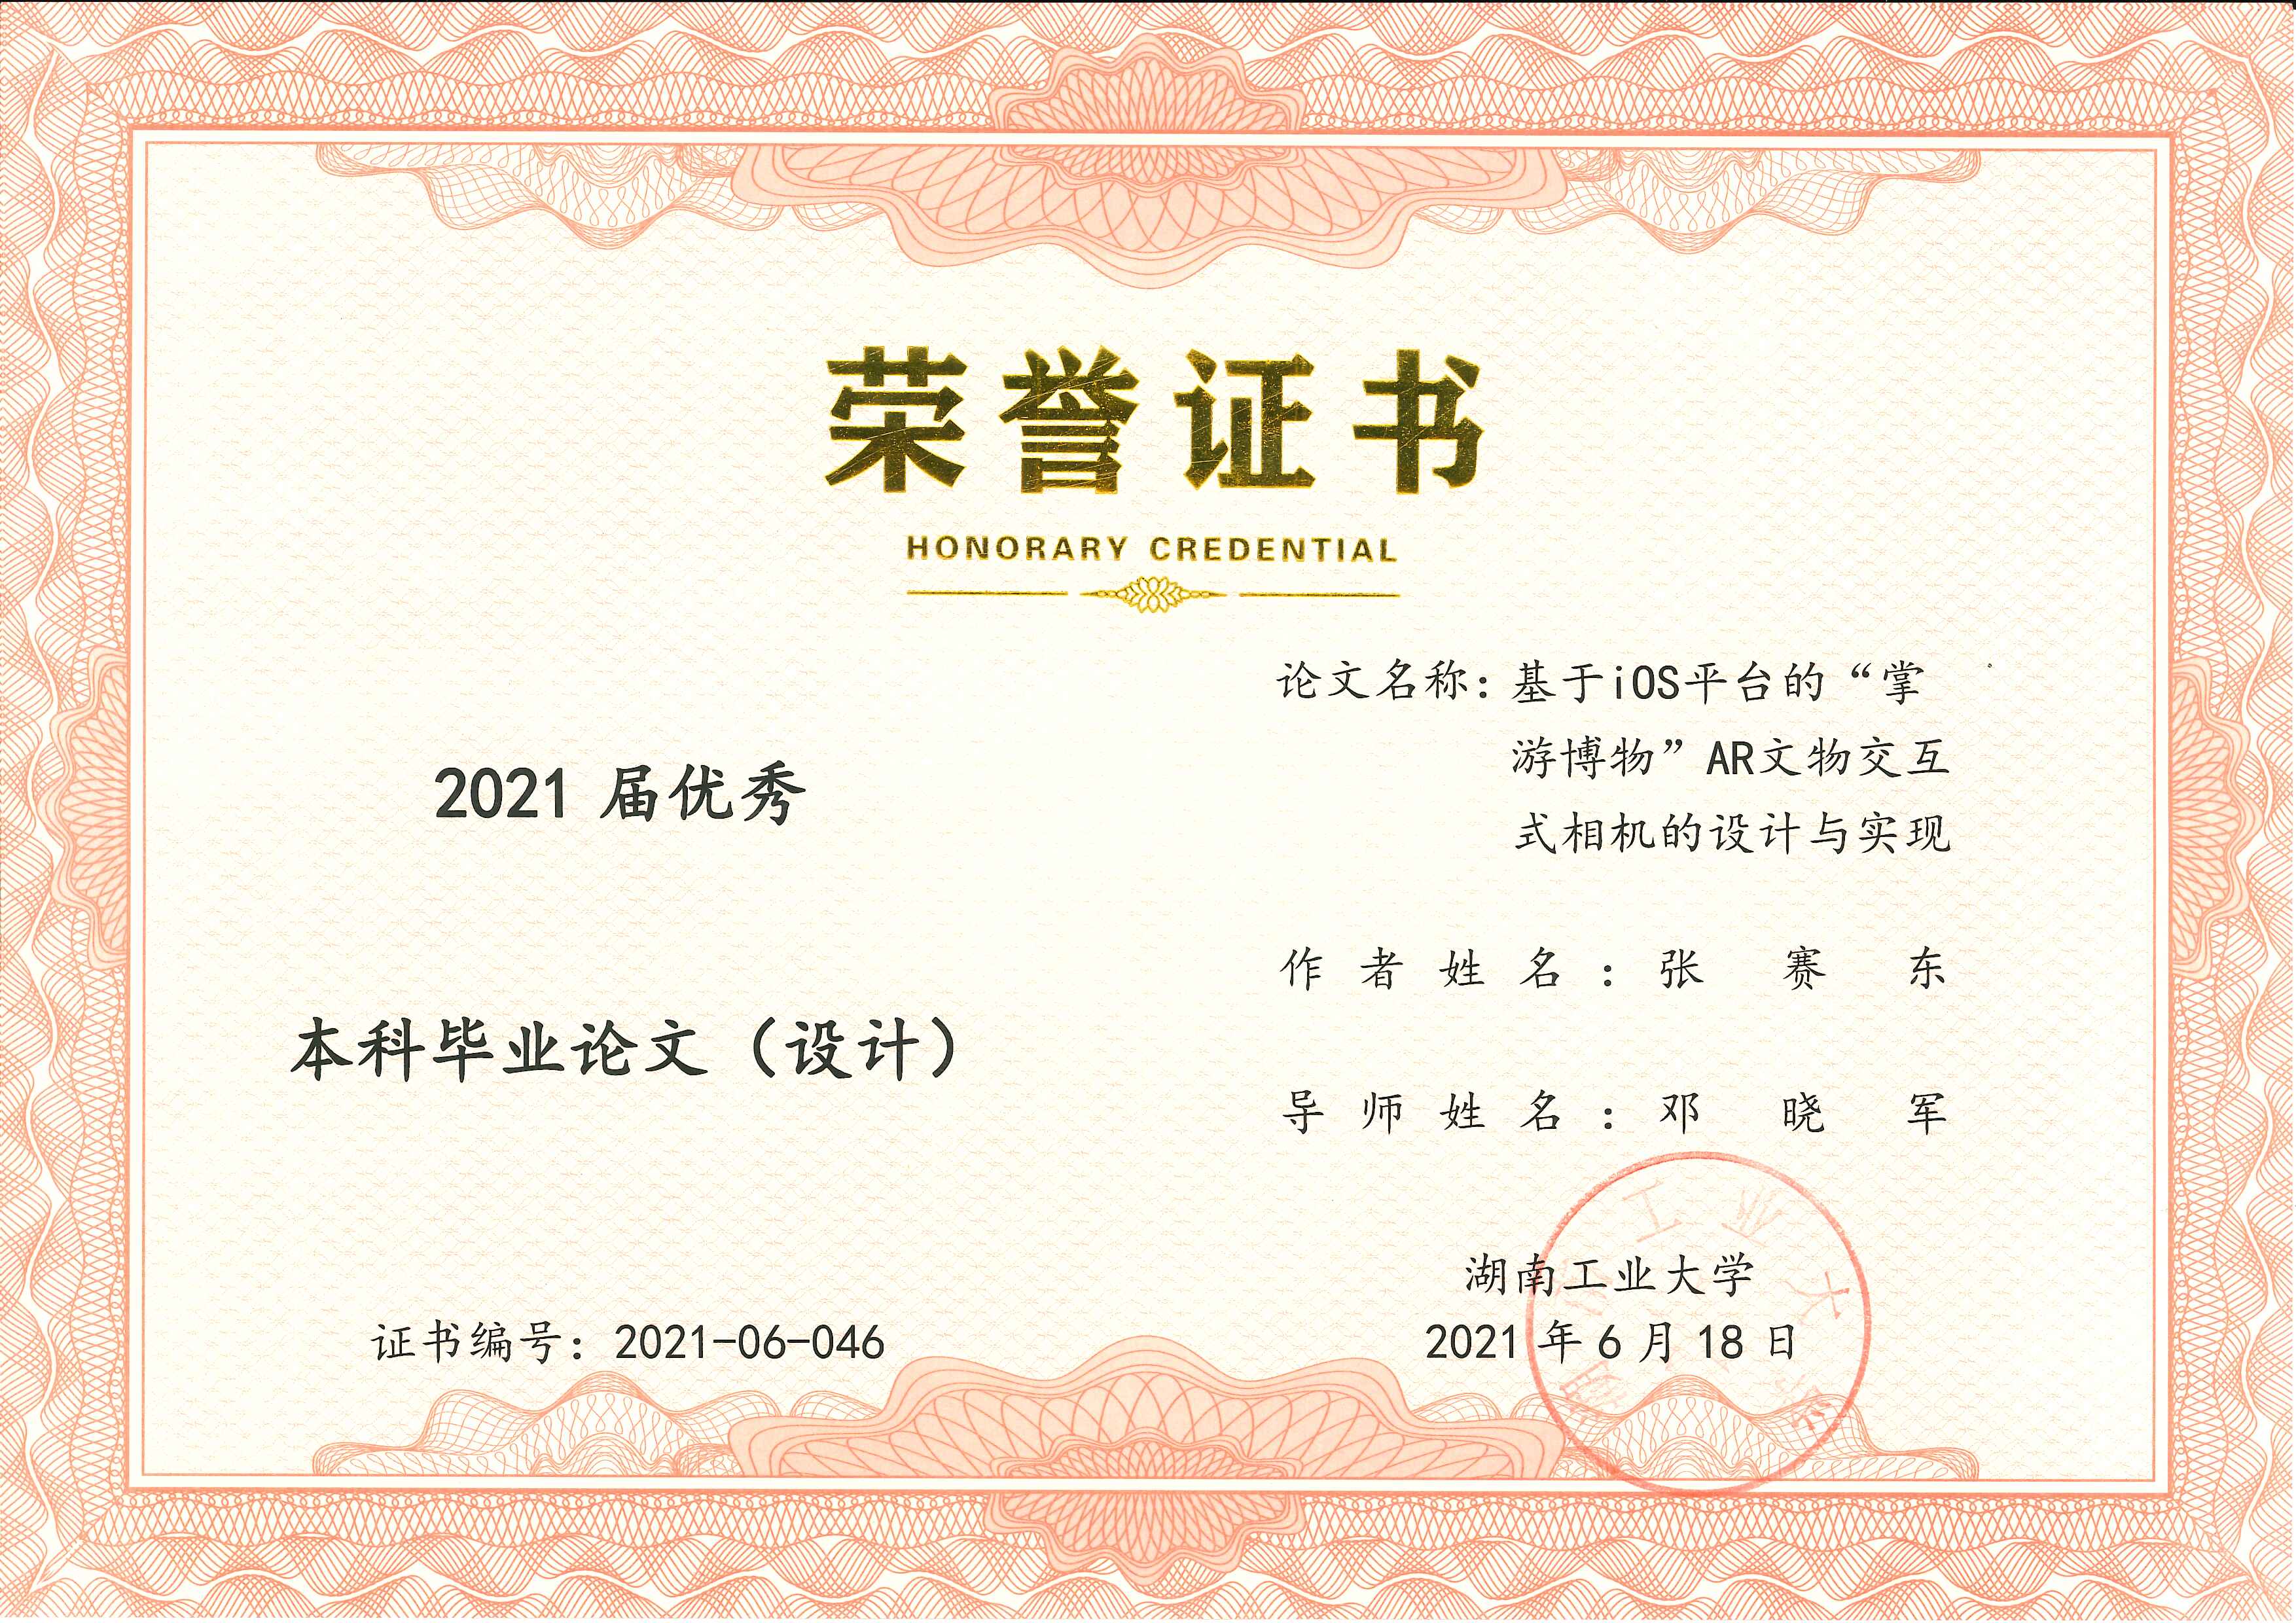 荣誉证书
HONORARY CREDENTIAL
2021 届优秀
本科毕业论文（设计）
证书编号：2021-06-046
论文名称：基于iOS平台的“掌
游博物”AR文物交互
式相机的设计与实现
作者姓名：张赛东
导师姓名：邓晓军
湖南工业大学
2021 年 6 月 18 日
工业大